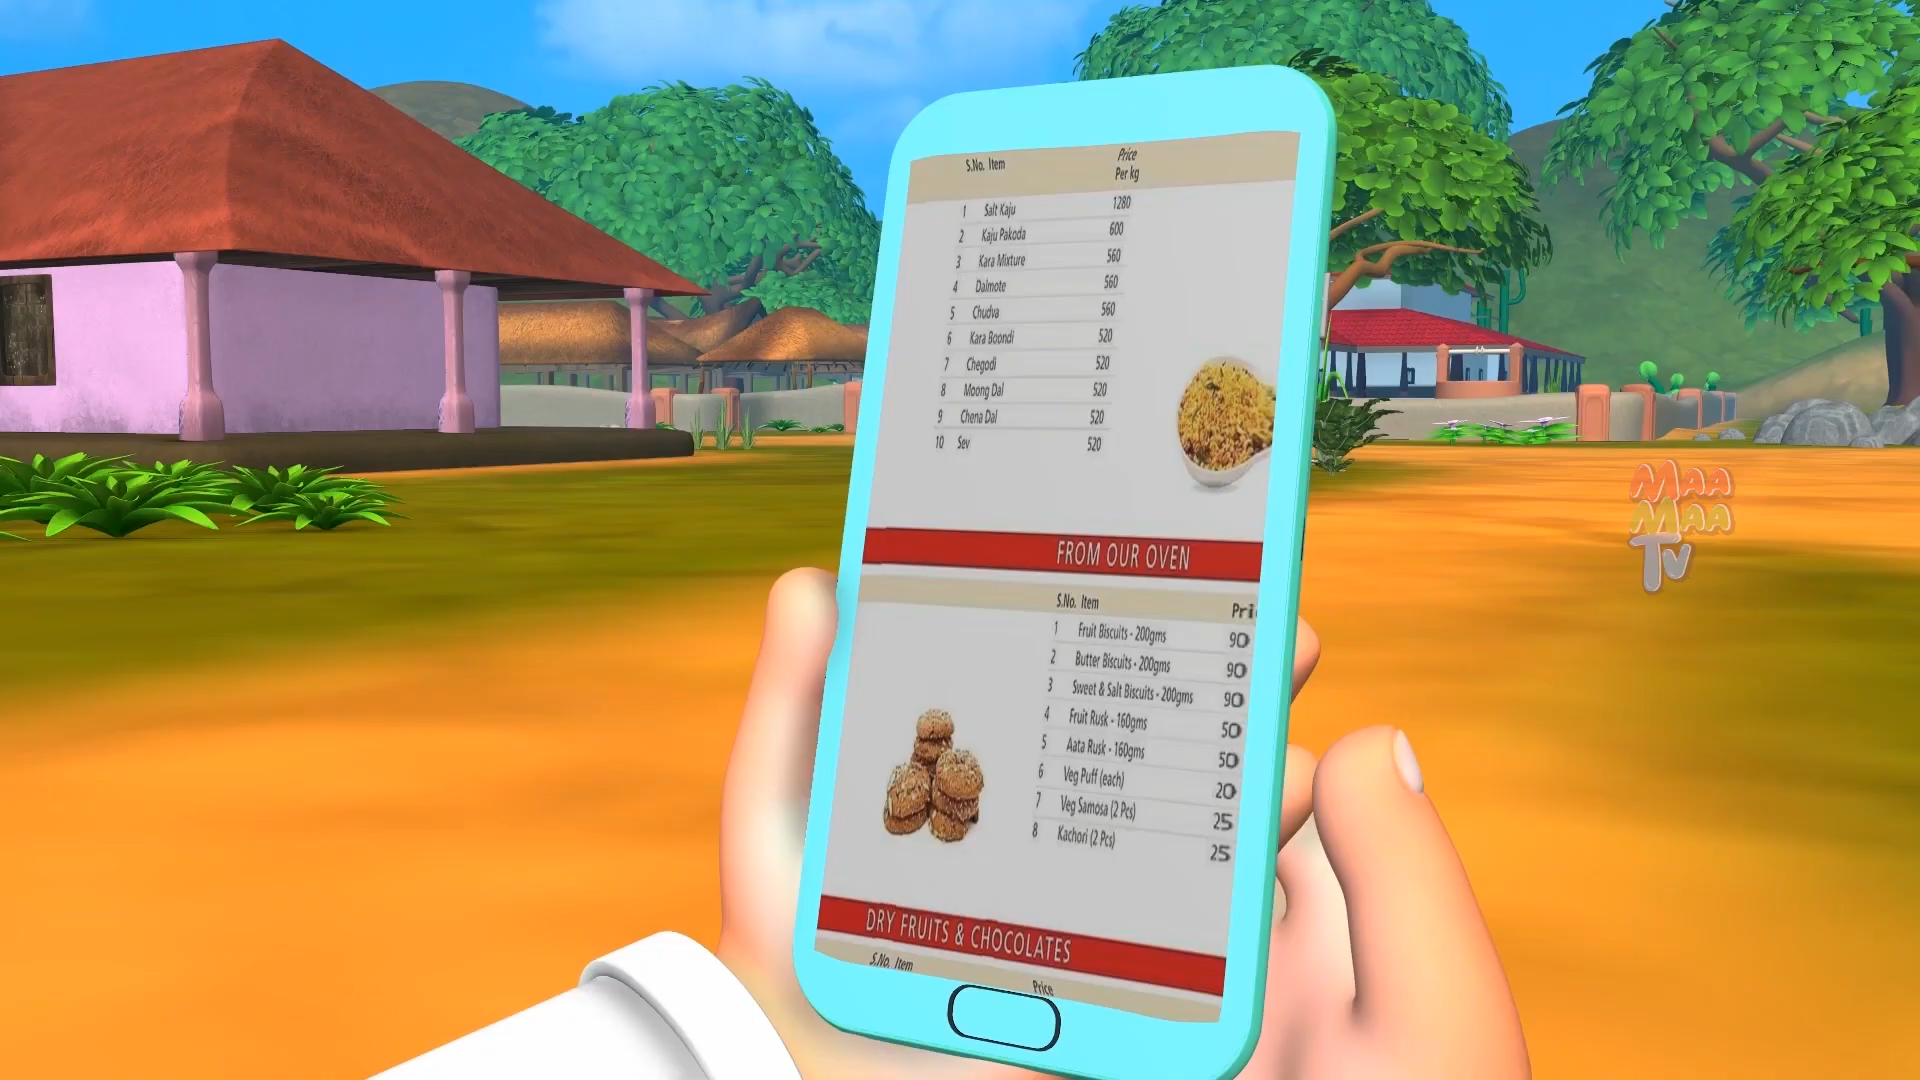 S.No. Item Price
Per kg
1 Salt Kaju 1280
2 Kaju Pakoda 600
3 Kara Mixture 560
4 Dalmote 560
5 Chudva 560
6 Kara Boondi 520
7 Chegodi 520
8 Moong Dal 520
9 Chena Dal 520
10 Sev 520
FROM OUR OVEN
S.No. Item Pri
1 Fruit Biscuits - 200gms 90
2 Butter Biscuits - 200gms 90
3 Sweet & Salt Biscuits - 200gms 90
4 Fruit Rusk - 160gms 50
5 Aata Rusk - 160gms 50
6 Veg Puff (each) 20
7 Veg Samosa (2 Pcs) 25
8 Kachori (2 Pcs) 25
DRY FRUITS & CHOCOLATES
S.No. Item Price
MAA
MAA
TV